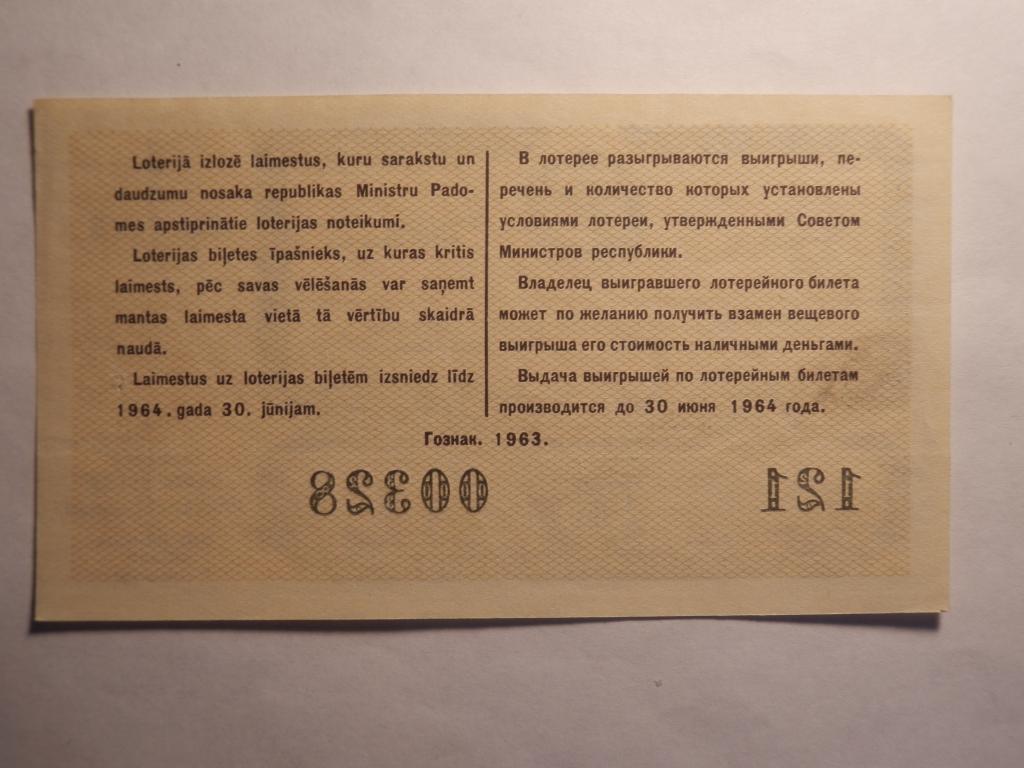 Loterijā izlozē laimestus, kuru sarakstu un
daudzumu nosaka republikas Ministru Pado-
mes apstiprinātie loterijas noteikumi.
Loterijas biļetes īpašnieks, uz kuras kritis
laimests, pēc savas vēlēšanās var saņemt
mantas laimesta vietā tā vērtību skaidrā
naudā.
Laimestus uz loterijas biļetēm izsniedz līdz
1964. gada 30. jūnijam.
В лотерее разыгрываются выигрыши, пе-
речень и количество которых установлены
условиями лотереи, утвержденными Советом
Министров республики.
Владелец выигравшего лотерейного билета
может по желанию получить взамен вещевого
выигрыша его стоимость наличными деньгами.
Выдача выигрышей по лотерейным билетам
производится до 30 июня 1964 года.
Гознак. 1963.
00328 121